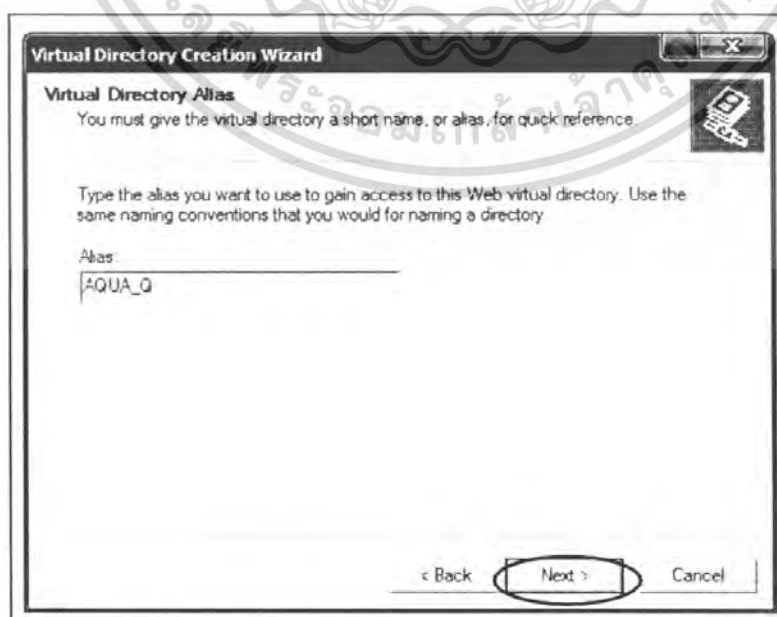 Virtual Directory Creation Wizard
Virtual Directory Alias
You must give the virtual directory a short name, or alias, for quick reference.
Type the alias you want to use to gain access to this Web virtual directory. Use the
same naming conventions that you would for naming a directory
Alias:
AQUA_Q
< Back Next > Cancel